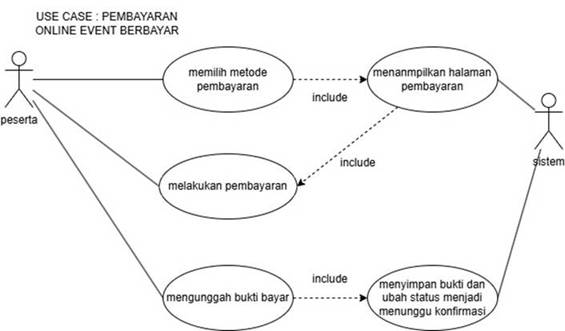 USE CASE : PEMBAYARAN
ONLINE EVENT BERBAYAR
memilih metode
pembayaran
include
menanmpilkan halaman
pembayaran
peserta
sistem
include
melakukan pembayaran
mengunggah bukti bayar
include
menyimpan bukti dan
ubah status menjadi
menunggu konfirmasi